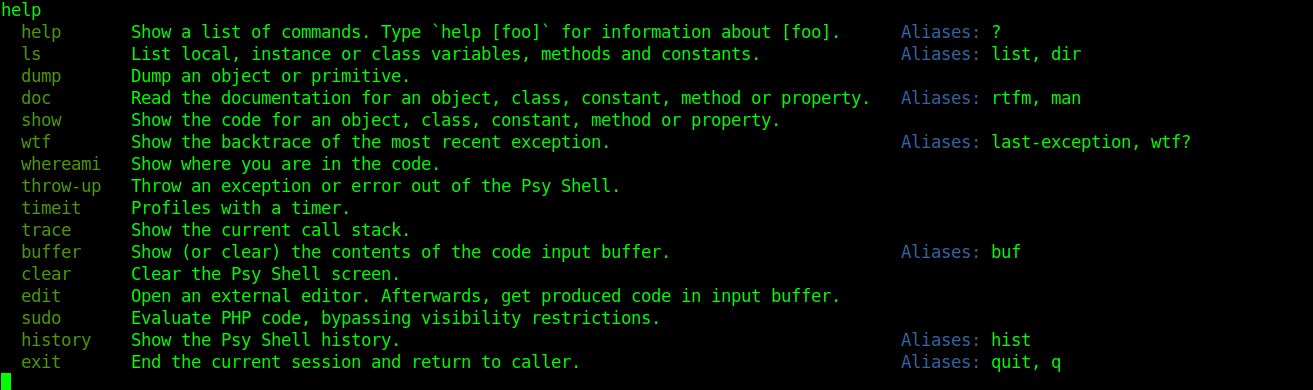 help
  help       Show a list of commands. Type `help [foo]` for information about [foo].      Aliases: ?
  ls         List local, instance or class variables, methods and constants.              Aliases: list, dir
  dump       Dump an object or primitive.
  doc        Read the documentation for an object, class, constant, method or property.   Aliases: rtfm, man
  show       Show the code for an object, class, constant, method or property.
  wtf        Show the backtrace of the most recent exception.                             Aliases: last-exception, wtf?
  whereami   Show where you are in the code.
  throw-up   Throw an exception or error out of the Psy Shell.
  timeit     Profiles with a timer.
  trace      Show the current call stack.
  buffer     Show (or clear) the contents of the code input buffer.                       Aliases: buf
  clear      Clear the Psy Shell screen.
  edit       Open an external editor. Afterwards, get produced code in input buffer.
  sudo       Evaluate PHP code, bypassing visibility restrictions.
  history    Show the Psy Shell history.                                                  Aliases: hist
  exit       End the current session and return to caller.                                Aliases: quit, q